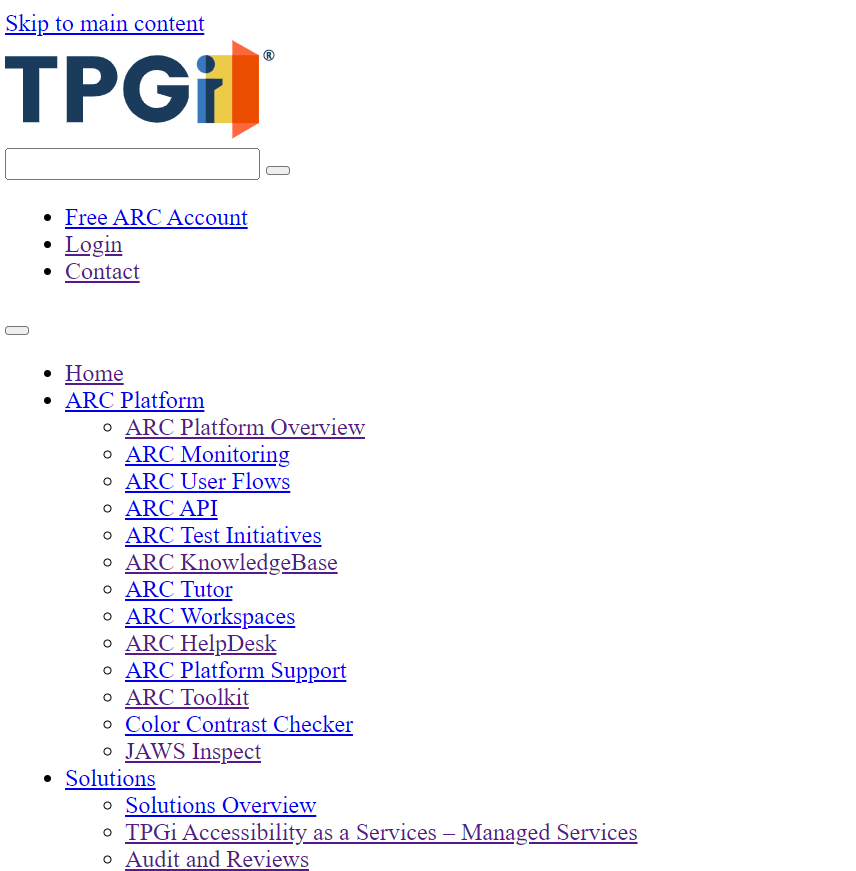 Skip to main content
TPGi®
Free ARC Account
Login
Contact
Home
ARC Platform
ARC Platform Overview
ARC Monitoring
ARC User Flows
ARC API
ARC Test Initiatives
ARC KnowledgeBase
ARC Tutor
ARC Workspaces
ARC HelpDesk
ARC Platform Support
ARC Toolkit
Color Contrast Checker
JAWS Inspect
Solutions
Solutions Overview
TPGi Accessibility as a Services – Managed Services
Audit and Reviews